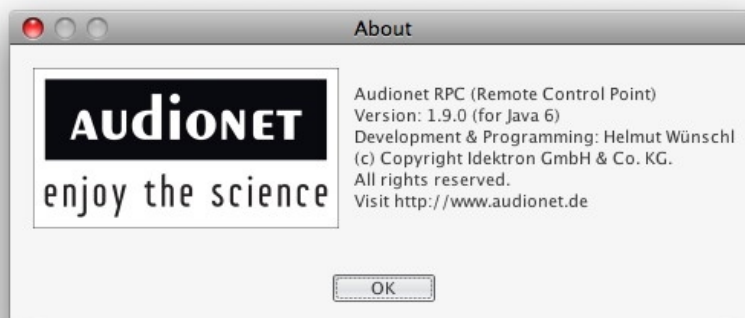 About
AUDIONET
enjoy the science
Audionet RPC (Remote Control Point)
Version: 1.9.0 (for Java 6)
Development & Programming: Helmut Wünschl
(c) Copyright Idektron GmbH & Co. KG.
All rights reserved.
Visit http://www.audionet.de
OK